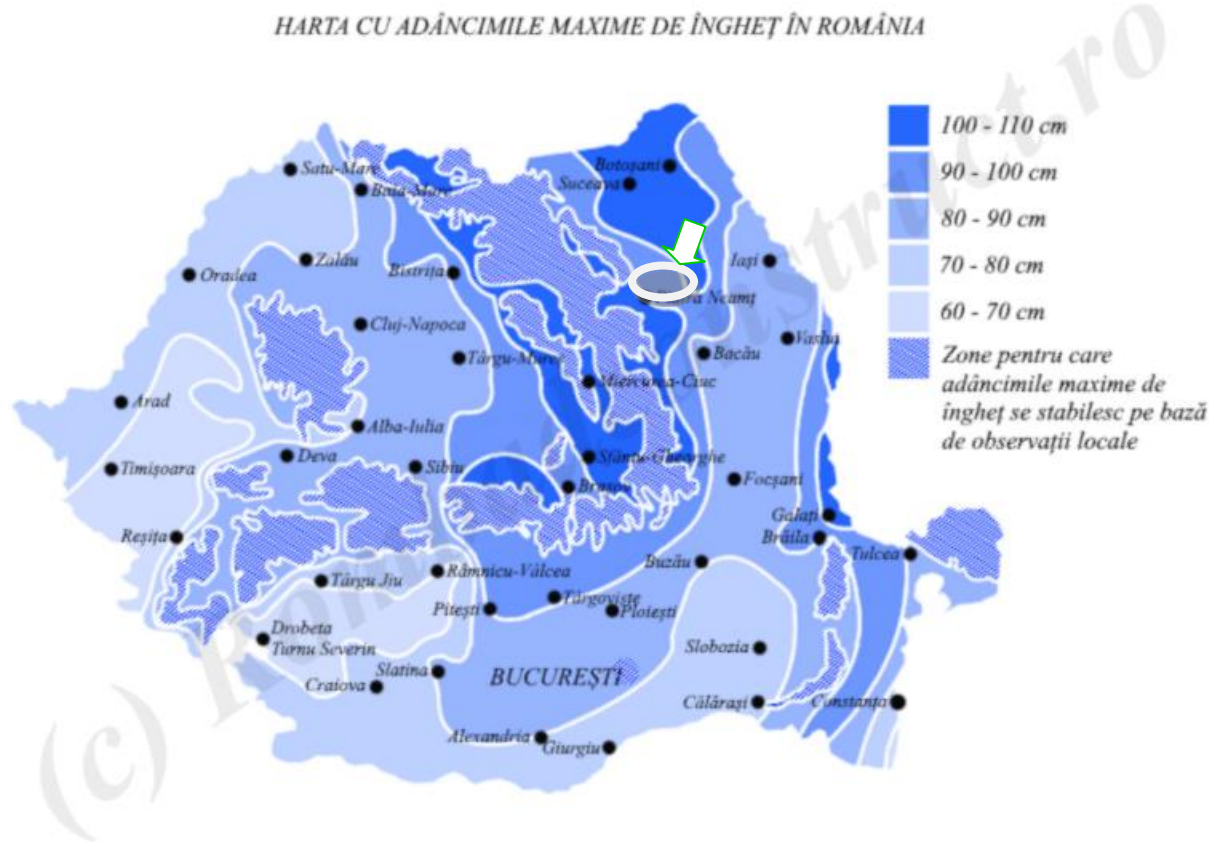 HARTA CU ADÂNCIMILE MAXIME DE ÎNGHEȚ ÎN ROMÂNIA
100 - 110 cm
90 - 100 cm
80 - 90 cm
70 - 80 cm
60 - 70 cm
Zone pentru care
adâncimile maxime de
îngheț se stabilesc pe bază
de observații locale
Botoșani
Suceava
Satu-Mare
Baia-Mare
Zalău
Oradea
Bistrița
Iași
Neamț
Cluj-Napoca
Târgu-Mureș
Bacău
Vaslui
Miercurea-Ciuc
Arad
Alba-Iulia
Timișoara
Deva
Sibiu
Sfântu-Gheorghe
Brașov
Focșani
Galați
Brăila
Tulcea
Reșița
Buzău
Târgu Jiu
Râmnicu-Vâlcea
Pitești
Târgoviște
Ploiești
Drobeta
Turnu Severin
Slobozia
Slatina
BUCUREȘTI
Craiova
Călărași
Constanța
Alexandria
Giurgiu